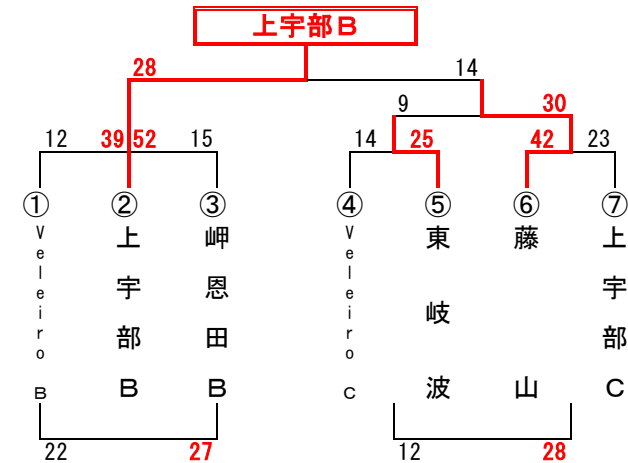 上宇部B
28 14
9 30
12 39 52 15 14 25 42 23
① ② ③ ④ ⑤ ⑥ ⑦
Veleiro B
上宇部B
岬恩田B
Veleiro C
東岐波
藤山
上宇部C
22 27 12 28